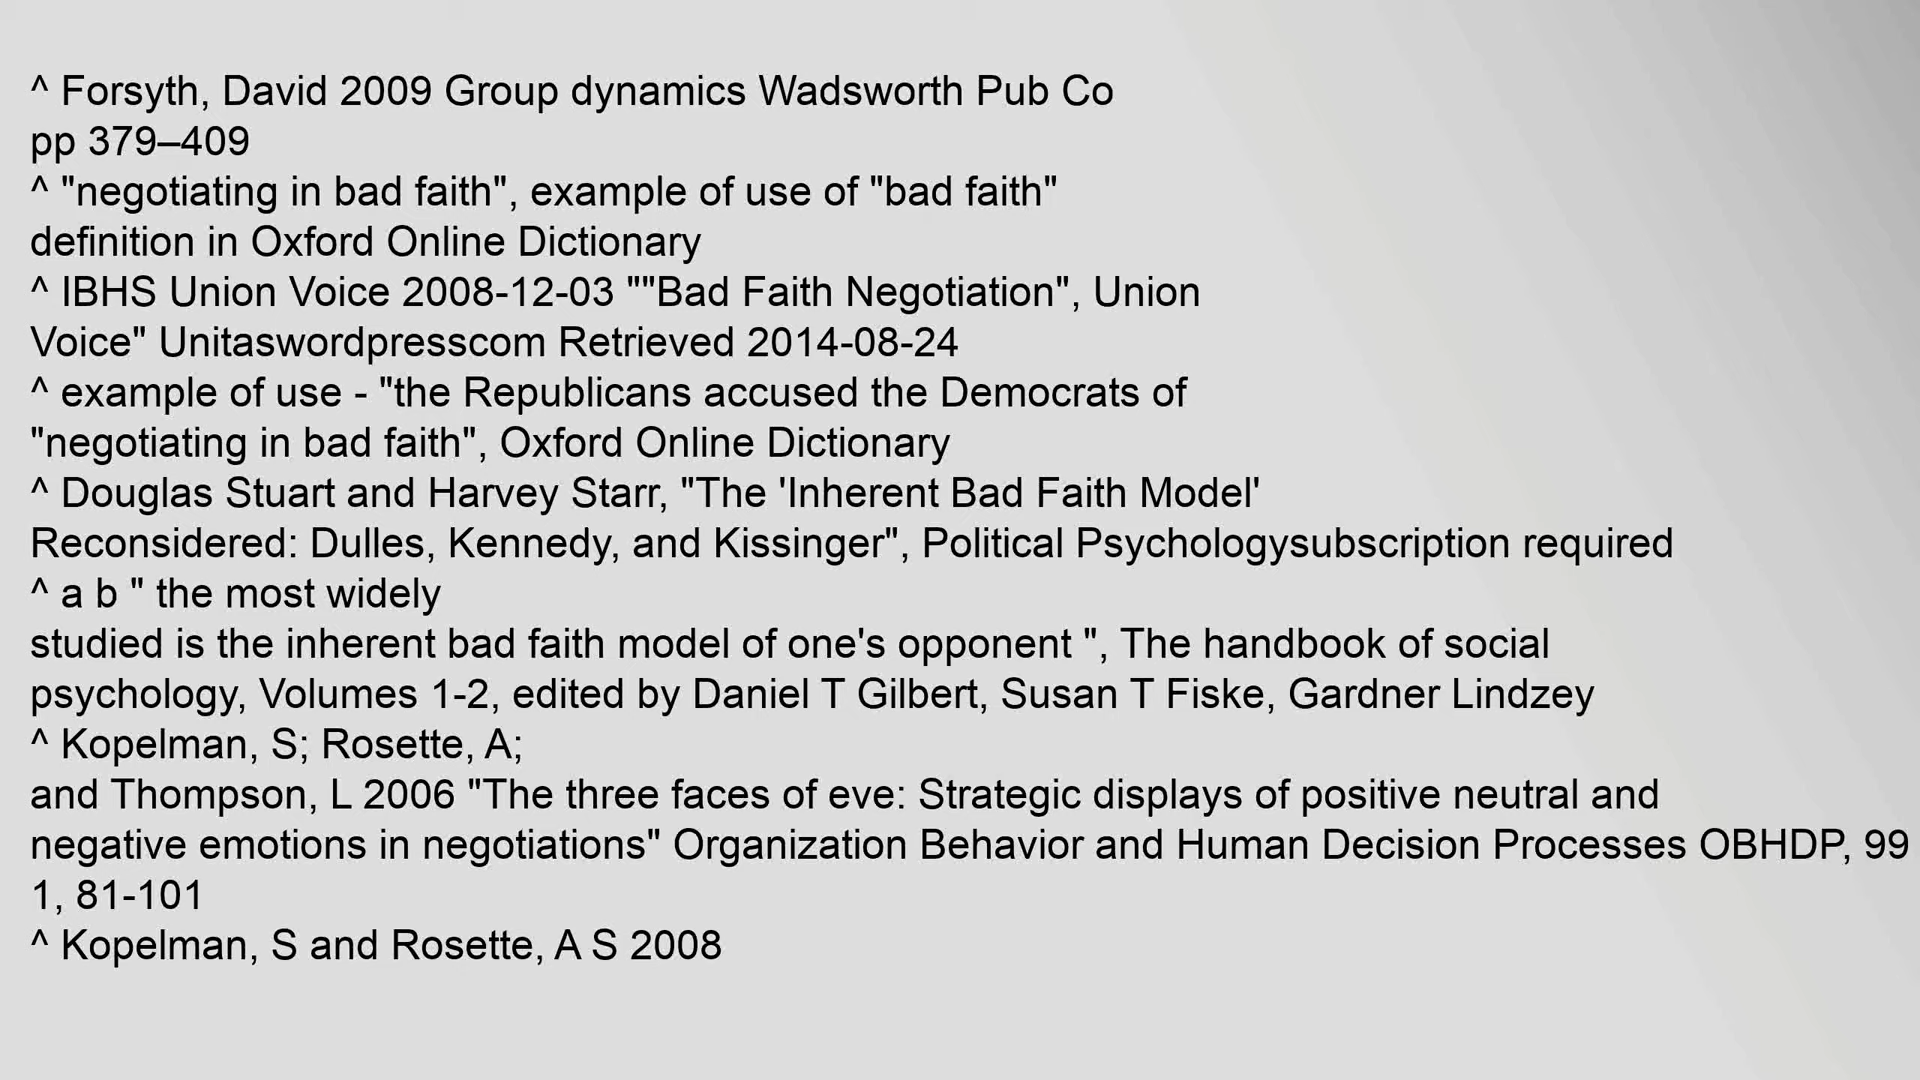 ^ Forsyth, David 2009 Group dynamics Wadsworth Pub Co
pp 379–409
^ "negotiating in bad faith", example of use of "bad faith"
definition in Oxford Online Dictionary
^ IBHS Union Voice 2008-12-03 ""Bad Faith Negotiation", Union
Voice" Unitaswordpresscom Retrieved 2014-08-24
^ example of use - "the Republicans accused the Democrats of
"negotiating in bad faith", Oxford Online Dictionary
^ Douglas Stuart and Harvey Starr, "The 'Inherent Bad Faith Model'
Reconsidered: Dulles, Kennedy, and Kissinger", Political Psychologysubscription required
^ a b " the most widely
studied is the inherent bad faith model of one's opponent ", The handbook of social
psychology, Volumes 1-2, edited by Daniel T Gilbert, Susan T Fiske, Gardner Lindzey
^ Kopelman, S; Rosette, A;
and Thompson, L 2006 "The three faces of eve: Strategic displays of positive neutral and
negative emotions in negotiations" Organization Behavior and Human Decision Processes OBHDP, 99
1, 81-101
^ Kopelman, S and Rosette, A S 2008